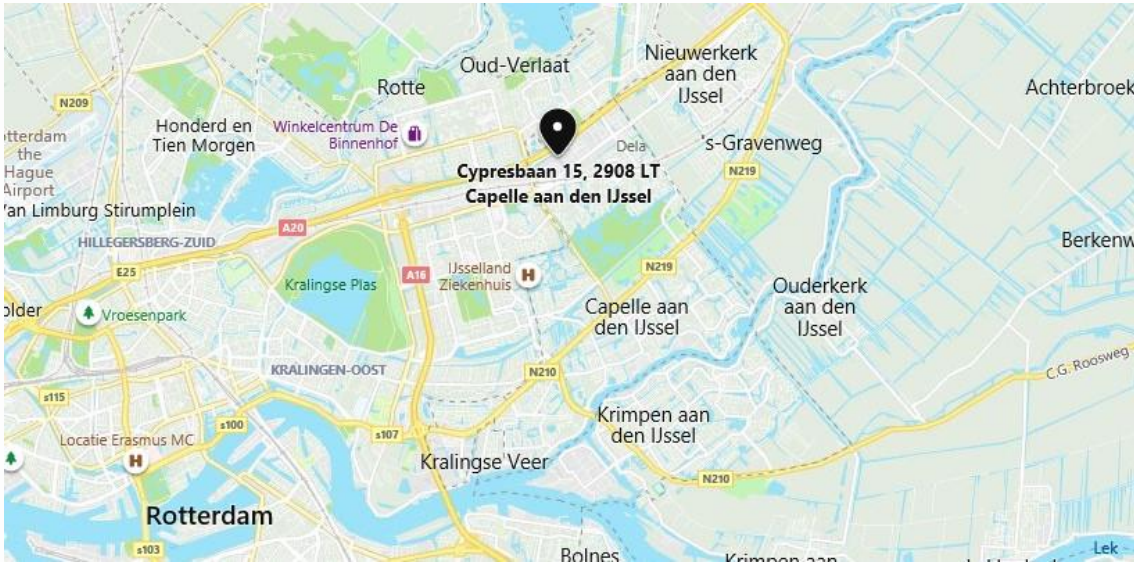 Oud-Verlaat
Nieuwerkerk
aan den
IJssel
Achterbroek
Rotte
N209
Honderd en
Tien Morgen
Winkelcentrum De
Binnenhof
otterdam
the
Hague
Airport
Dela
's-Gravenweg
Cypresbaan 15, 2908 LT
Capelle aan den IJssel
N219
Van Limburg Stirumplein
A20
HILLEGERSBERG-ZUID
Berkenw
E25
A16
IJsselland
Ziekenhuis
H
N219
Kralingse Plas
Ouderkerk
aan den
IJssel
Capelle aan
den IJssel
older
Vroesenpark
KRALINGEN-OOST
N210
C.G. Roosweg
s115
s100
Krimpen aan
den IJssel
s107
Locatie Erasmus MC
H
Kralingse Veer
N210
Rotterdam
s103
Bolnes
Krimpen aan
Lek